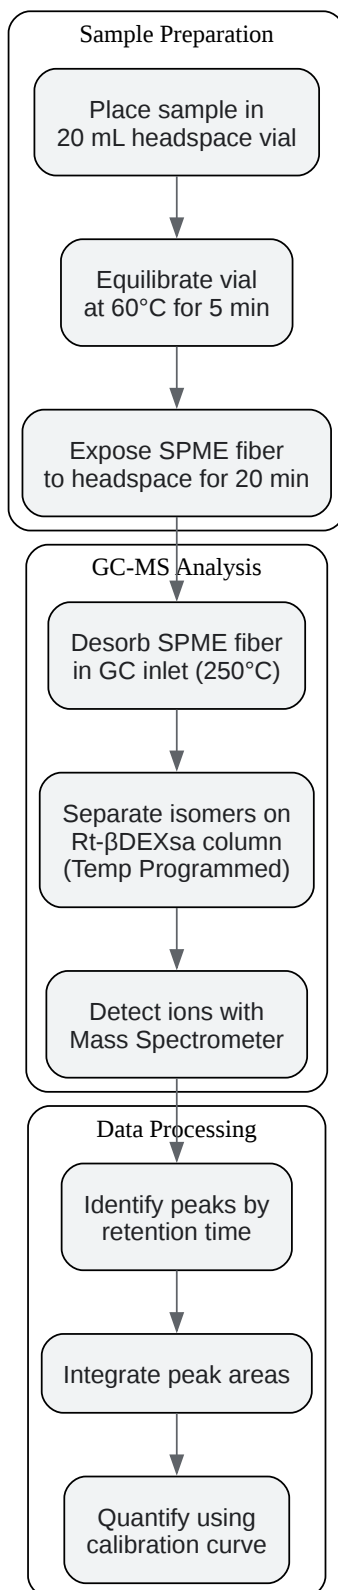 Sample Preparation
Place sample in
20 mL headspace vial
Equilibrate vial
at 60°C for 5 min
Expose SPME fiber
to headspace for 20 min
GC-MS Analysis
Desorb SPME fiber
in GC inlet (250°C)
Separate isomers on
Rt-βDEXsa column
(Temp Programmed)
Detect ions with
Mass Spectrometer
Data Processing
Identify peaks by
retention time
Integrate peak areas
Quantify using
calibration curve